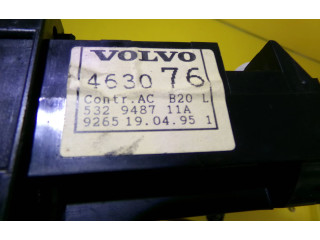 VOLVO
4630 76
Contr.AC B20 L
532 9487 11A
9265 19.04.95 1